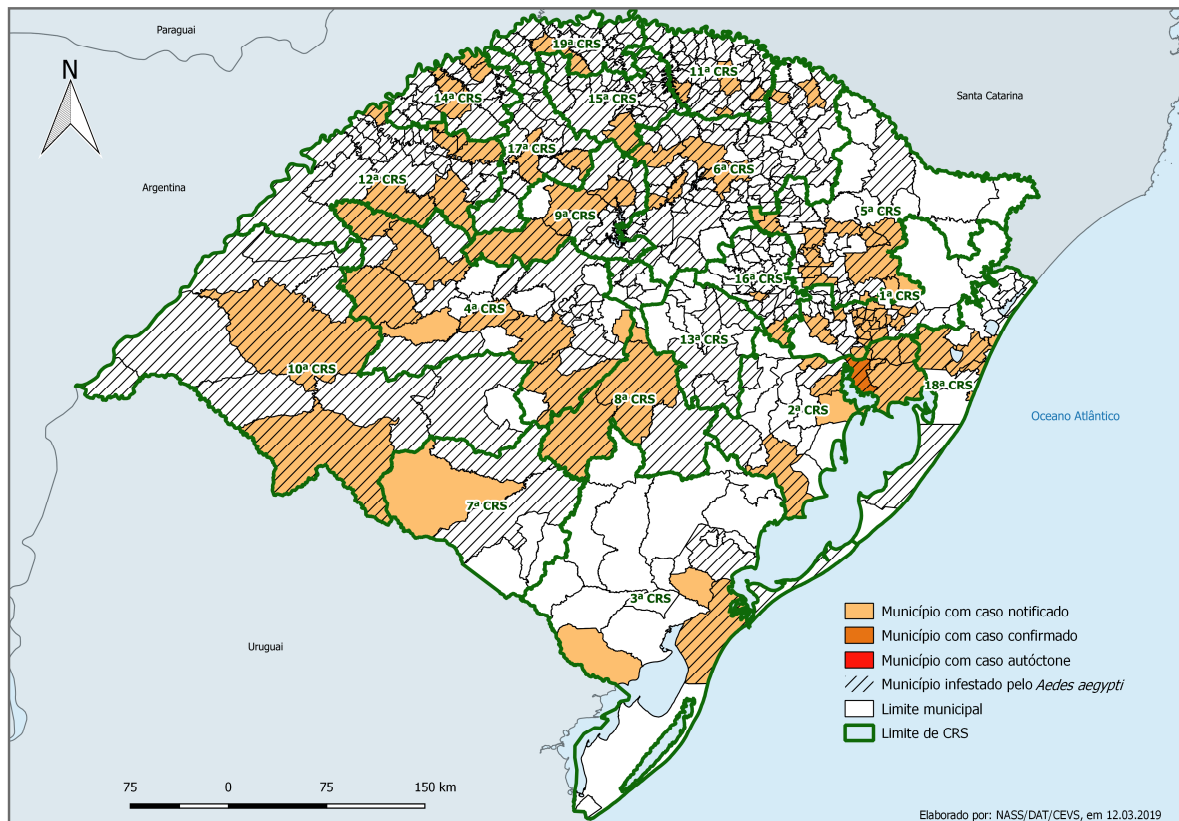 Paraguai
N
19ª CRS
11ª CRS
Santa Catarina
14ª CRS
15ª CRS
17ª CRS
6ª CRS
12ª CRS
Argentina
9ª CRS
5ª CRS
16ª CRS
1ª CRS
4ª CRS
13ª CRS
10ª CRS
18ª CRS
8ª CRS
2ª CRS
Oceano Atlântico
7ª CRS
3ª CRS
Uruguai
Município com caso notificado
Município com caso confirmado
Município com caso autóctone
Município infestado pelo Aedes aegypti
Limite municipal
Limite de CRS
75 0 75 150 km
Elaborado por: NASS/DAT/CEVS, em 12.03.2019